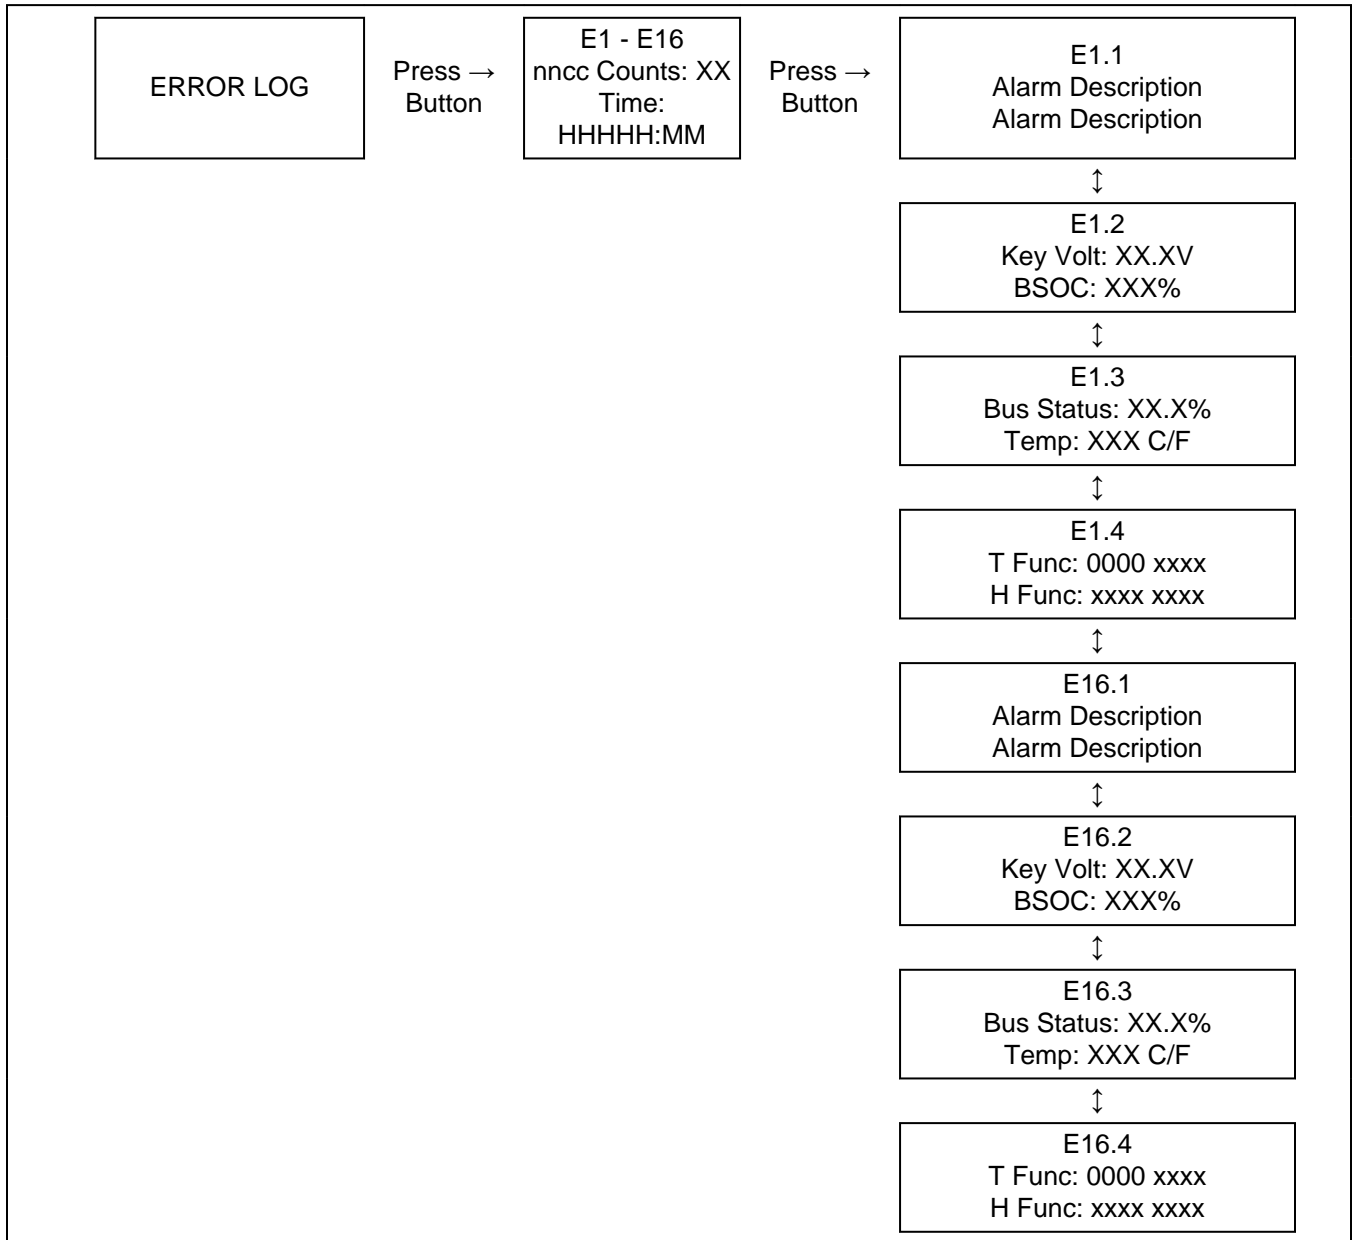 ERROR LOG
Press →
Button
E1 - E16
nncc Counts: XX
Time:
HHHHH:MM
Press →
Button
E1.1
Alarm Description
Alarm Description
↕
E1.2
Key Volt: XX.XV
BSOC: XXX%
↕
E1.3
Bus Status: XX.X%
Temp: XXX C/F
↕
E1.4
T Func: 0000 xxxx
H Func: xxxx xxxx
↕
E16.1
Alarm Description
Alarm Description
↕
E16.2
Key Volt: XX.XV
BSOC: XXX%
↕
E16.3
Bus Status: XX.X%
Temp: XXX C/F
↕
E16.4
T Func: 0000 xxxx
H Func: xxxx xxxx